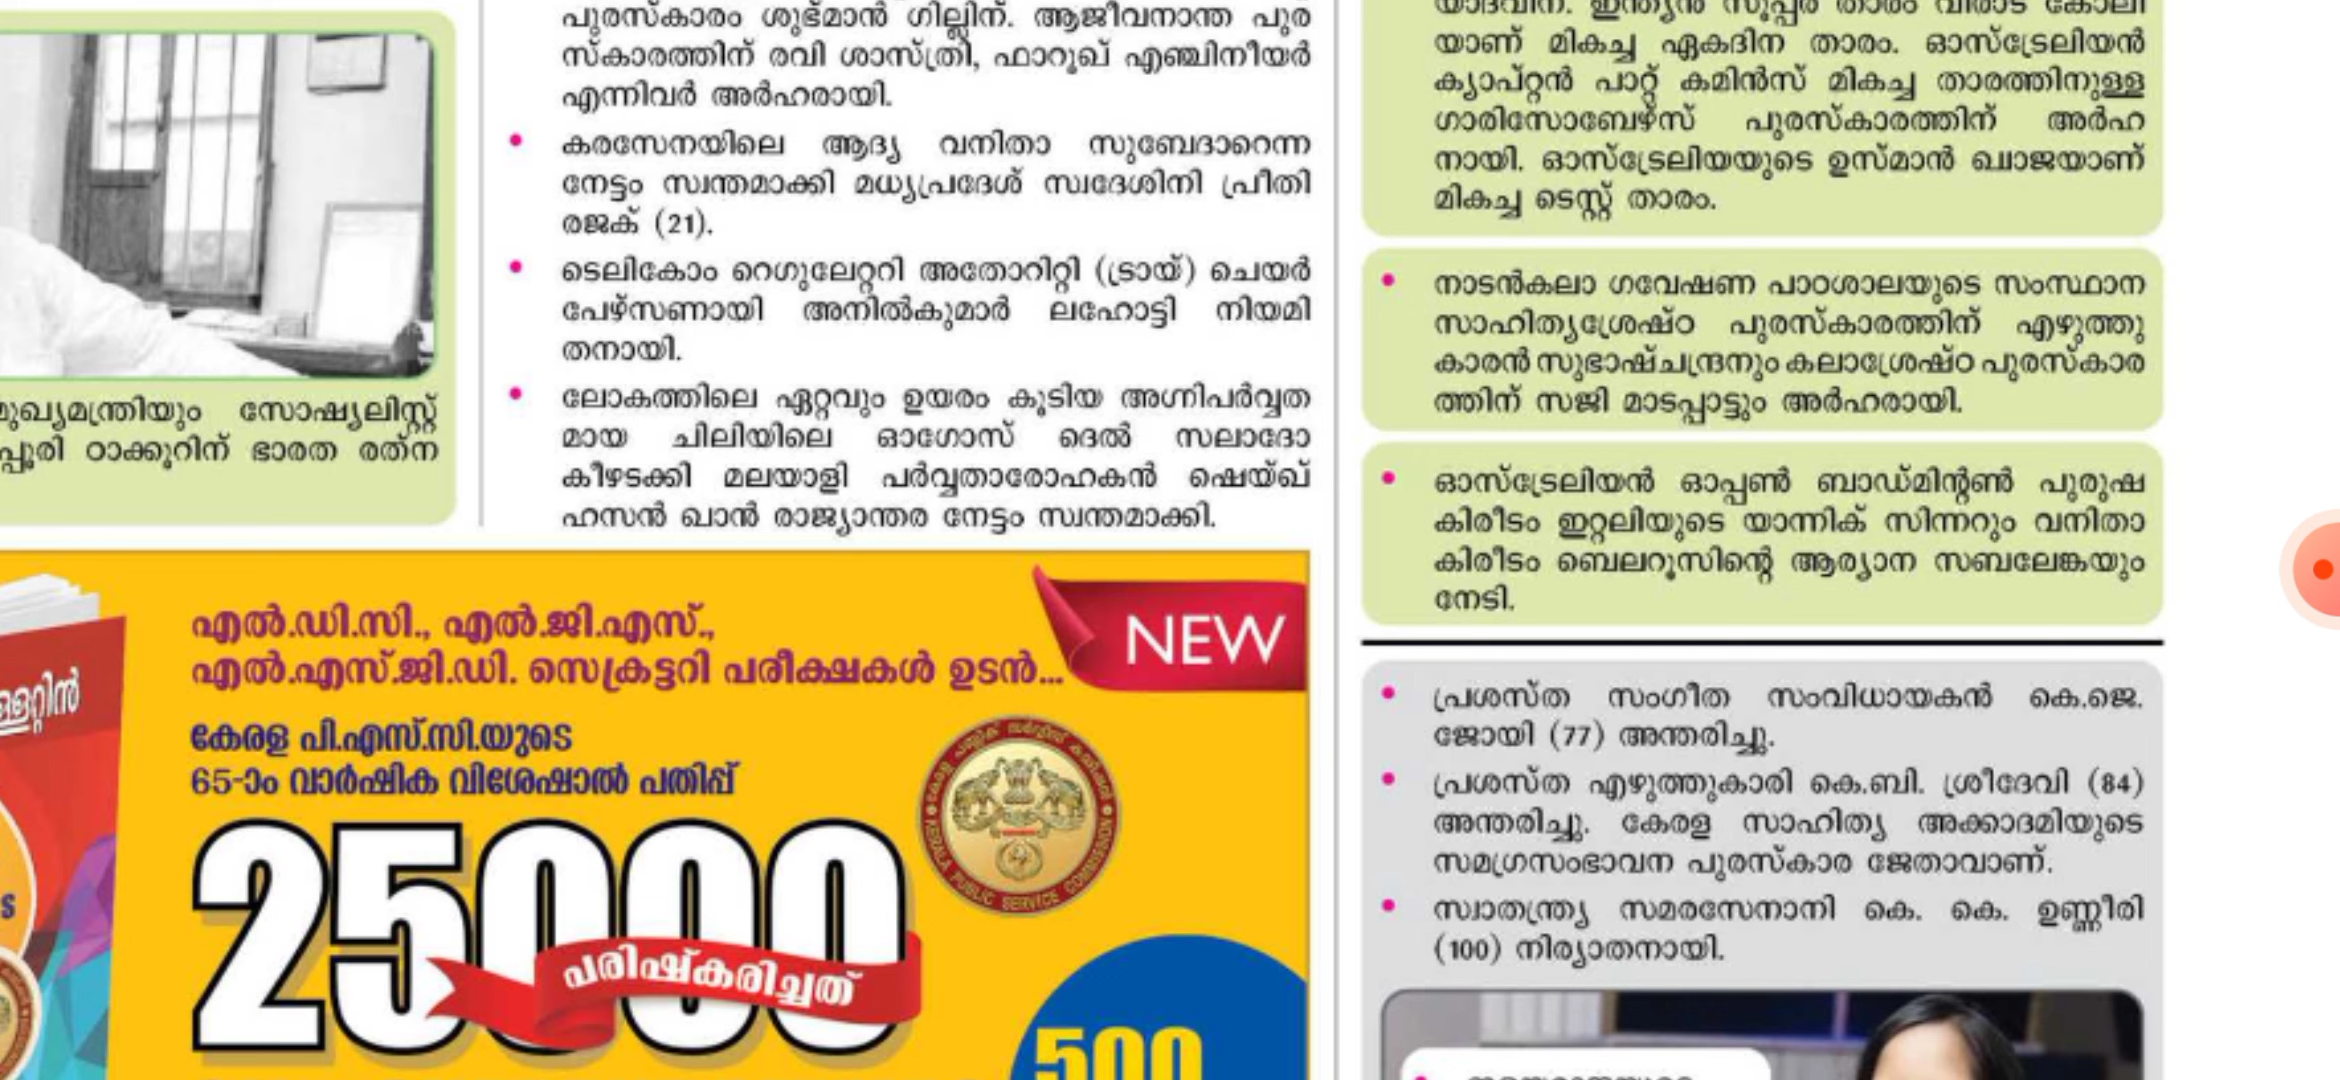 മുഖ്യമന്ത്രിയും സോഷ്യലിസ്റ്റ്
ഠാക്കൂറിന് ഭാരത രത്ന
പുരസ്കാരം ശുഭ്മാൻ ഗില്ലിന്. ആജീവനാന്ത പുര
സ്കാരത്തിന് രവി ശാസ്ത്രി, ഫാറൂഖ് എഞ്ചിനീയർ
എന്നിവർ അർഹരായി.
• കരസേനയിലെ ആദ്യ വനിതാ സുബേദാറെന്ന
നേട്ടം സ്വന്തമാക്കി മധ്യപ്രദേശ് സ്വദേശിനി പ്രീതി
രജക് (21).
• ടെലികോം റെഗുലേറ്ററി അതോറിറ്റി (ട്രായ്) ചെയർ
പേഴ്സണായി അനിൽകുമാർ ലഹോട്ടി നിയമി
തനായി.
• ലോകത്തിലെ ഏറ്റവും ഉയരം കൂടിയ അഗ്നിപർവ്വത
മായ ചിലിയിലെ ഓഗോസ് ദെൽ സലാദോ
കീഴടക്കി മലയാളി പർവ്വതാരോഹകൻ ഷെയ്ഖ്
ഹസൻ ഖാൻ രാജ്യാന്തര നേട്ടം സ്വന്തമാക്കി.
എൽ.ഡി.സി., എൽ.ജി.എസ്.,
എൽ.എസ്.ജി.ഡി. സെക്രട്ടറി പരീക്ഷകൾ ഉടൻ...
NEW
കേരള പി.എസ്.സി.യുടെ
65-ാം വാർഷിക വിശേഷാൽ പതിപ്പ്
KERALA PUBLIC SERVICE COMMISSION
25000
പരിഷ്കരിച്ചത്
500
യാണ് മികച്ച ഏകദിന താരം. ഓസ്ട്രേലിയൻ
ക്യാപ്റ്റൻ പാറ്റ് കമിൻസ് മികച്ച താരത്തിനുള്ള
ഗാരിസോബേഴ്സ് പുരസ്കാരത്തിന് അർഹ
നായി. ഓസ്ട്രേലിയയുടെ ഉസ്മാൻ ഖ്വാജയാണ്
മികച്ച ടെസ്റ്റ് താരം.
• നാടൻകലാ ഗവേഷണ പാഠശാലയുടെ സംസ്ഥാന
സാഹിത്യശ്രേഷ്ഠ പുരസ്കാരത്തിന് എഴുത്തു
കാരൻ സുഭാഷ്ചന്ദ്രനും കലാശ്രേഷ്ഠ പുരസ്കാര
ത്തിന് സജി മാടപ്പാട്ടും അർഹരായി.
• ഓസ്ട്രേലിയൻ ഓപ്പൺ ബാഡ്മിന്റൺ പുരുഷ
കിരീടം ഇറ്റലിയുടെ യാന്നിക് സിന്നറും വനിതാ
കിരീടം ബെലറൂസിന്റെ ആര്യാന സബലേങ്കയും
നേടി.
• പ്രശസ്ത സംഗീത സംവിധായകൻ കെ.ജെ.
ജോയി (77) അന്തരിച്ചു.
• പ്രശസ്ത എഴുത്തുകാരി കെ.ബി. ശ്രീദേവി (84)
അന്തരിച്ചു. കേരള സാഹിത്യ അക്കാദമിയുടെ
സമഗ്രസംഭാവന പുരസ്കാര ജേതാവാണ്.
• സ്വാതന്ത്ര്യ സമരസേനാനി കെ. കെ. ഉണ്ണീരി
(100) നിര്യാതനായി.